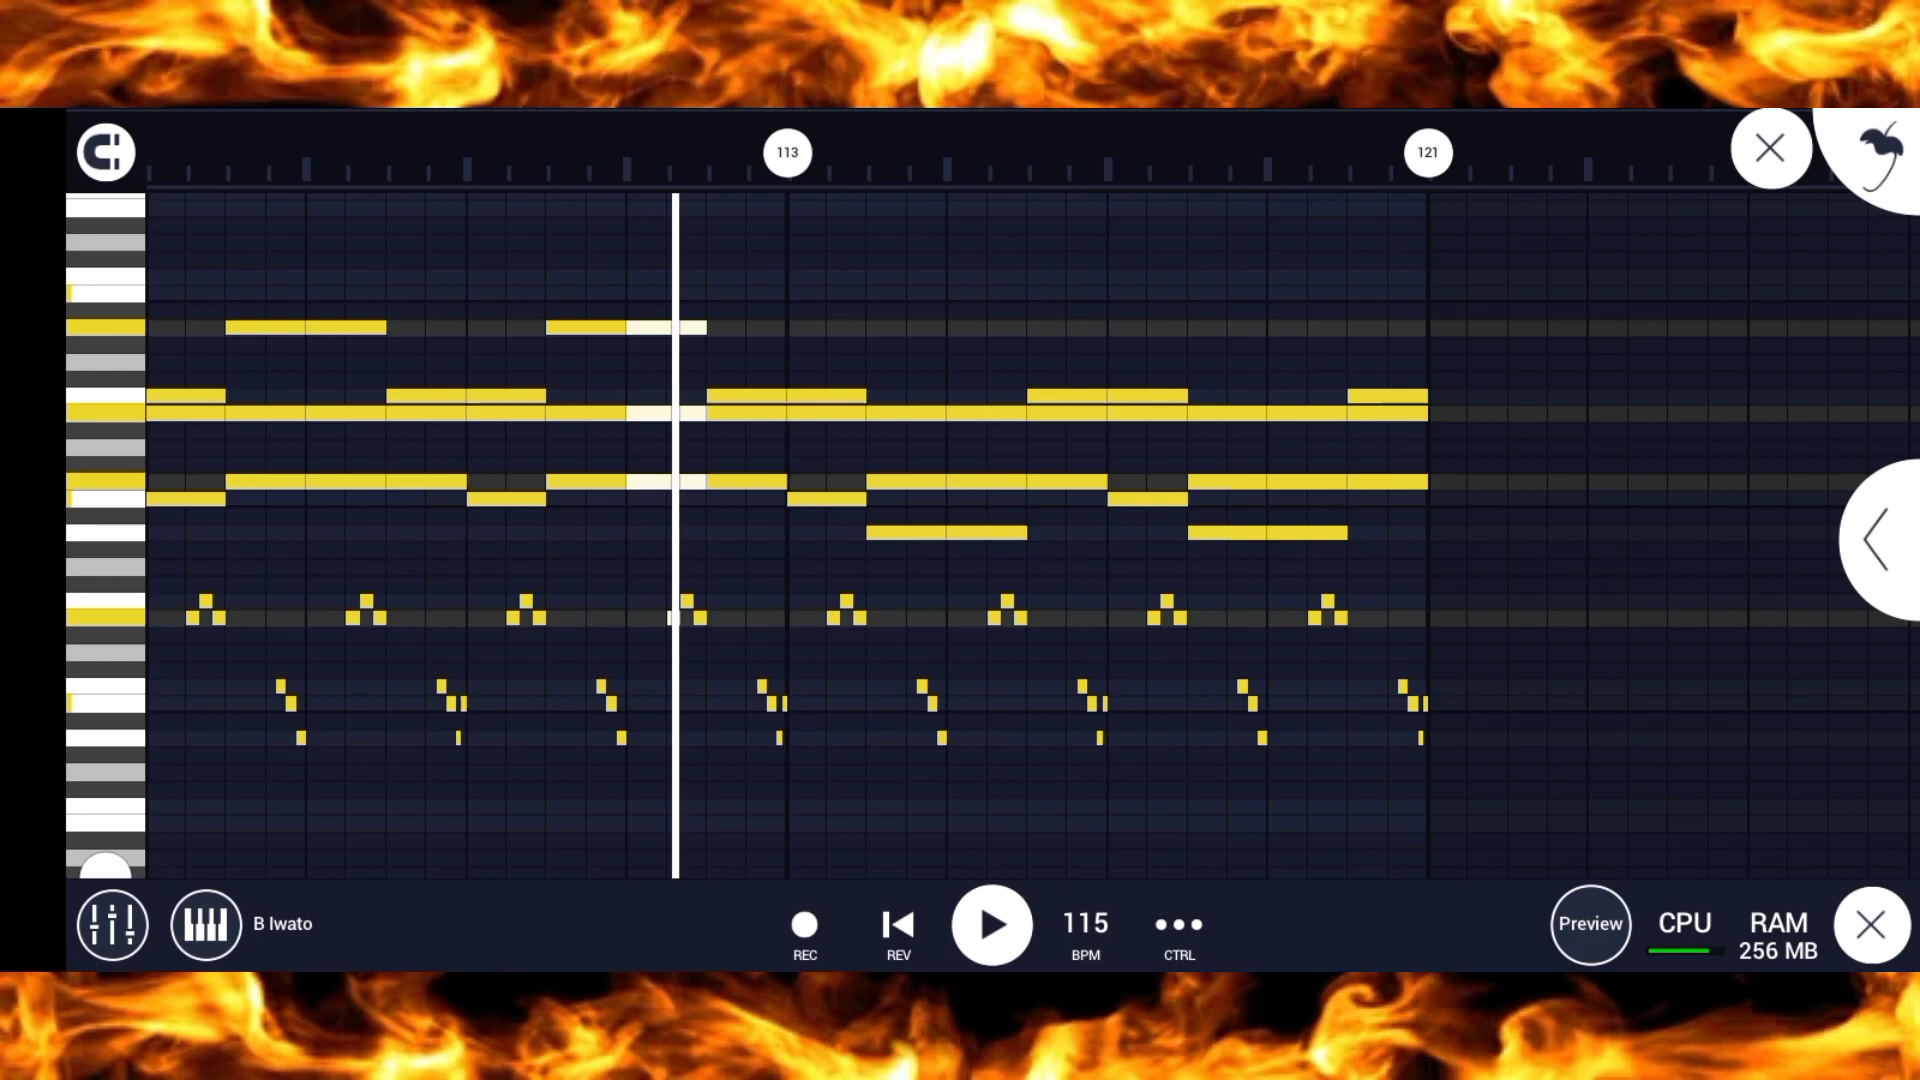 113
121
B Iwato
REC
REV
115
BPM
CTRL
Preview
CPU
RAM
256 MB